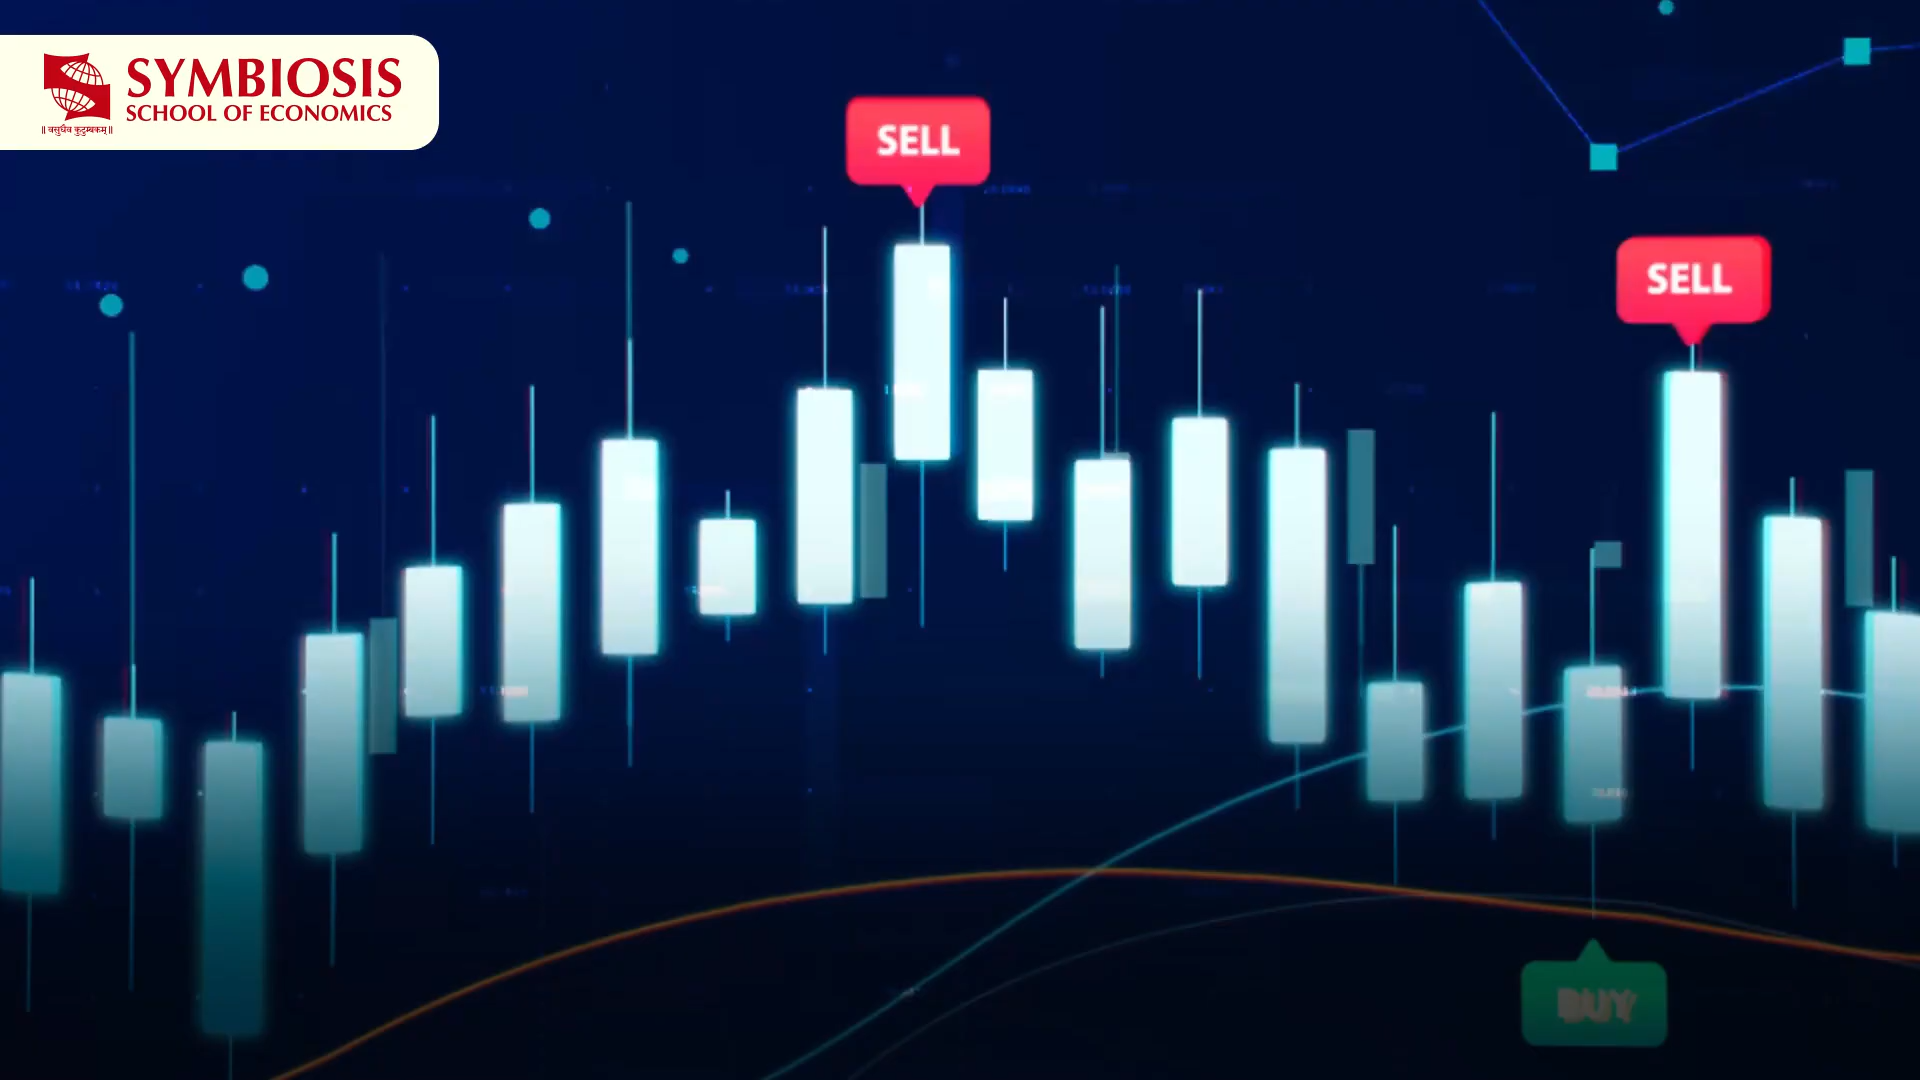 SYMBIOSIS
SCHOOL OF ECONOMICS
|| वसुधैव कुटुम्बकम् ||
SELL
SELL
BUY